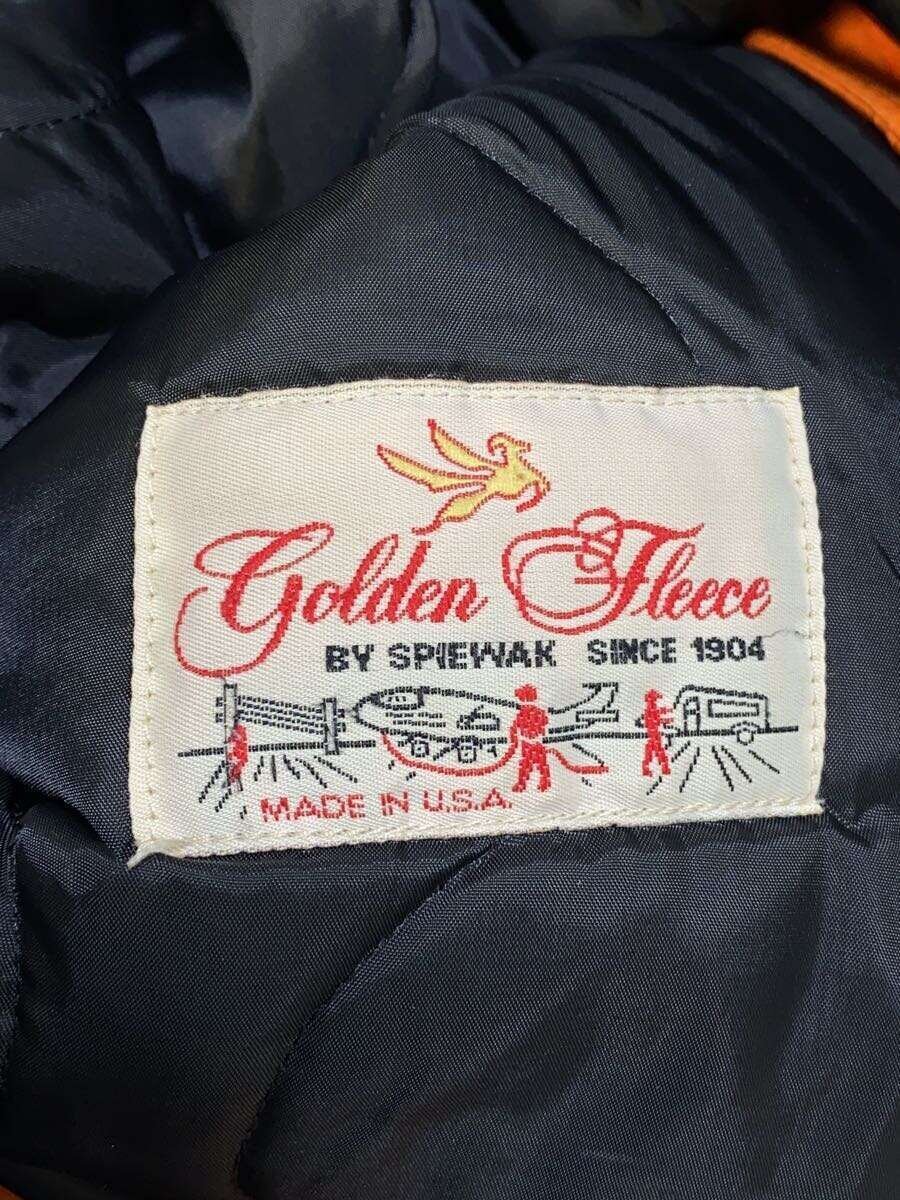 Golden Fleece
BY SPIEWAK SINCE 1904
MADE IN U.S.A.